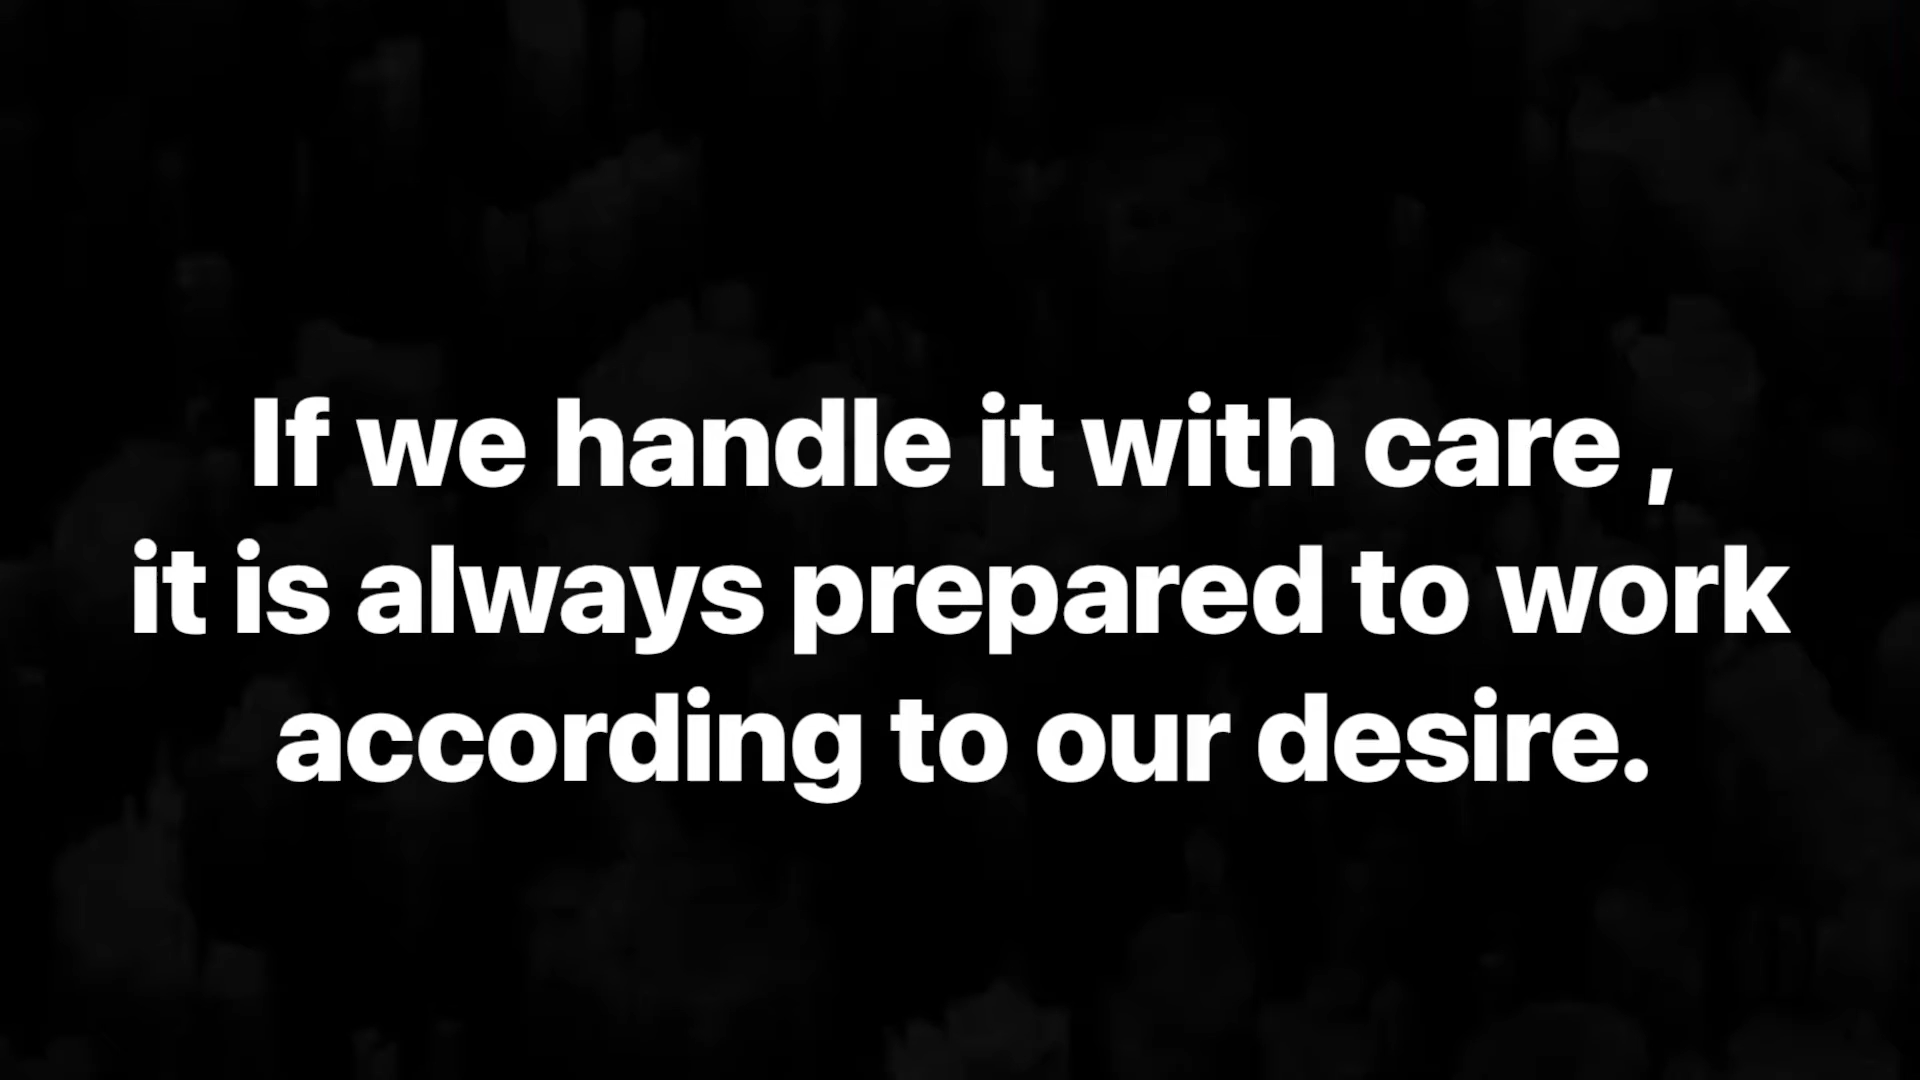 If we handle it with care ,
it is always prepared to work
according to our desire.